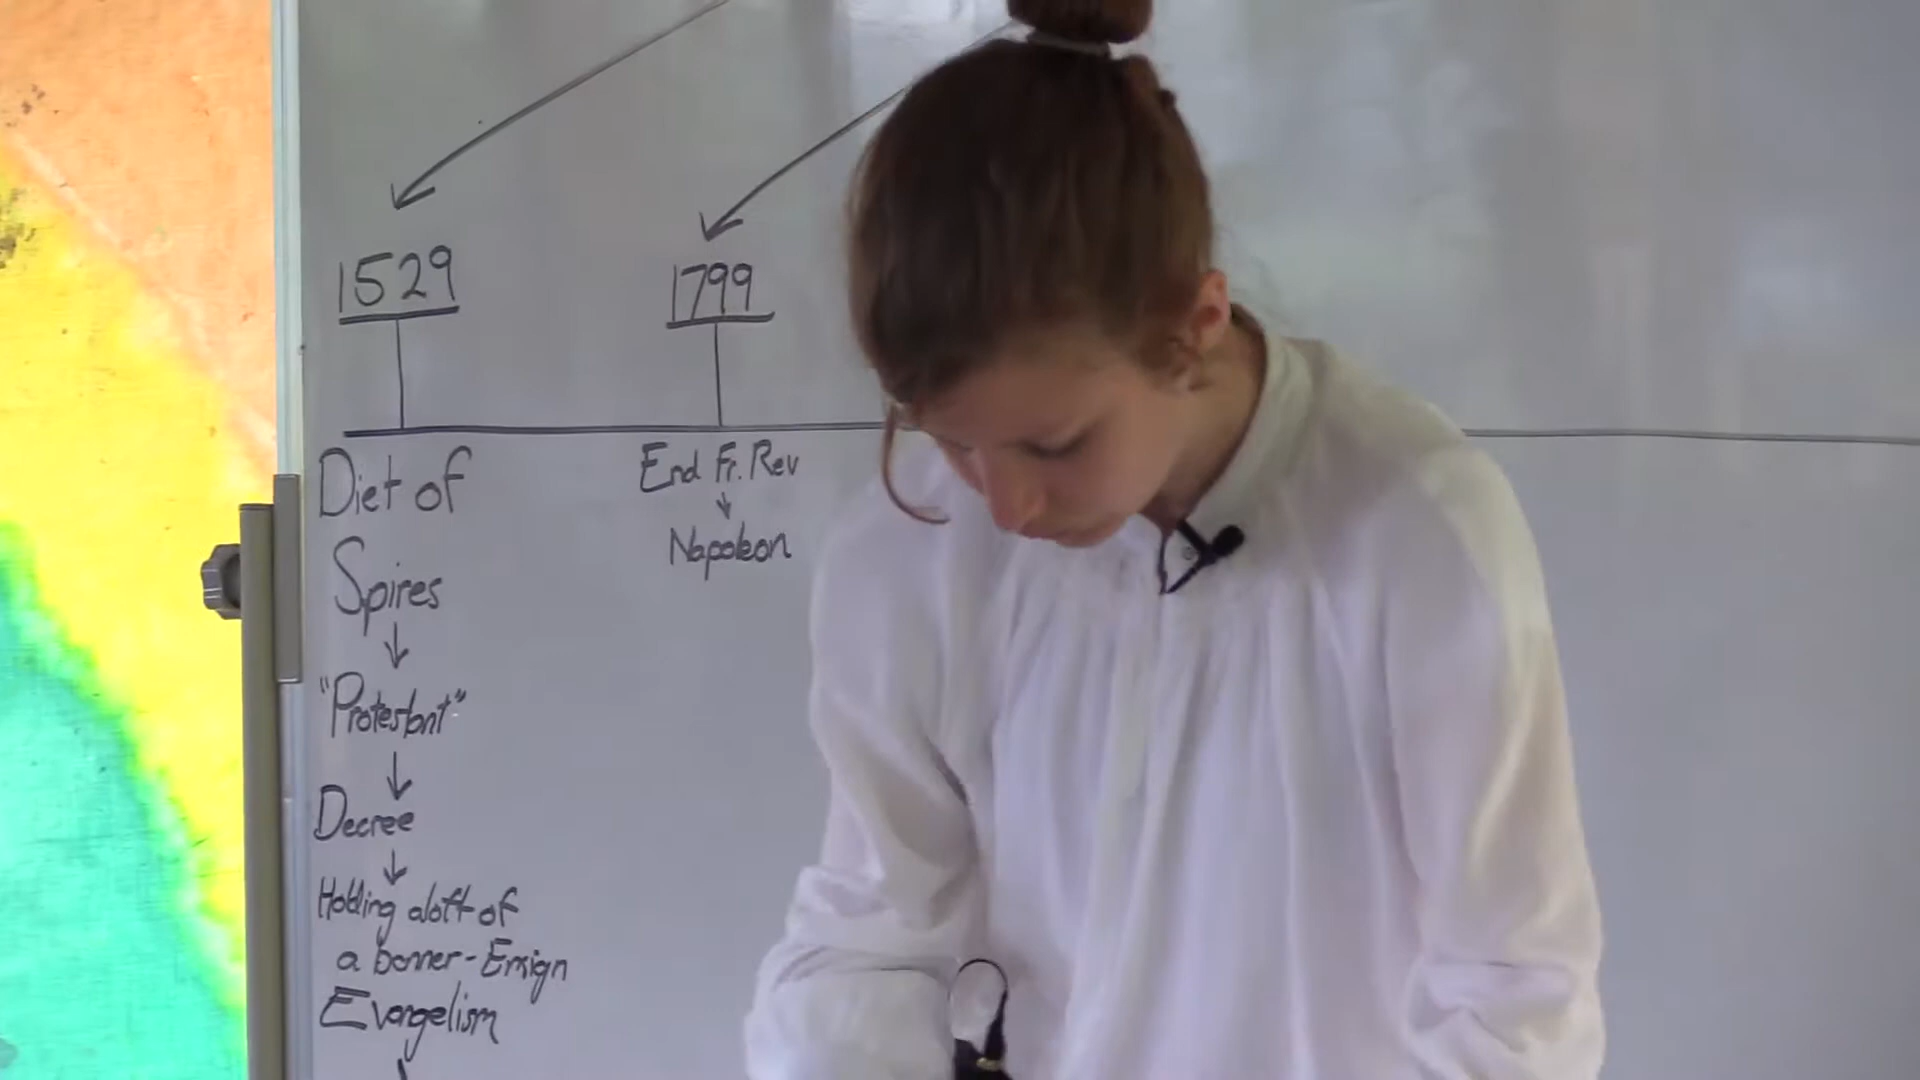 1529
1799
Diet of
Spires
"Protestant"
Decree
Holding aloft of
a banner - Ensign
Evangelism
End Fr. Rev
Napoleon